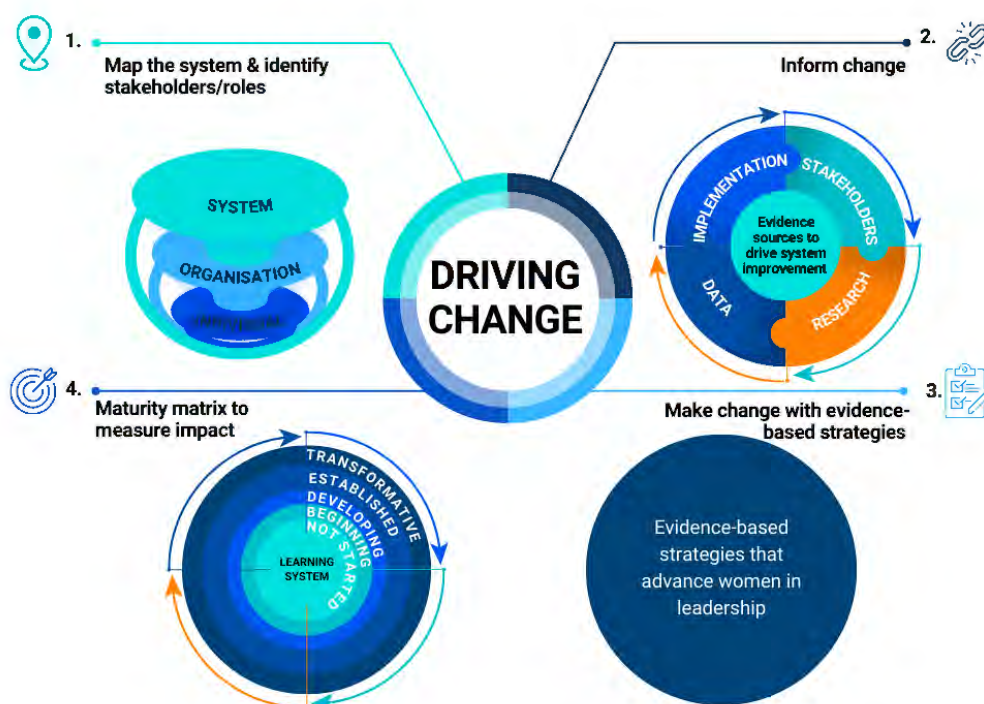 1.
Map the system & identify
stakeholders/roles
2.
Inform change
SYSTEM
ORGANISATION
DRIVING
CHANGE
IMPLEMENTATION
STAKEHOLDERS
Evidence
sources to
drive system
improvement
DATA
RESEARCH
4.
Maturity matrix to
measure impact
3.
Make change with evidence-
based strategies
TRANSFORMATIVE
ESTABLISHED
DEVELOPING
BEGINNING
NOT STARTED
LEARNING
SYSTEM
Evidence-based
strategies that
advance women in
leadership